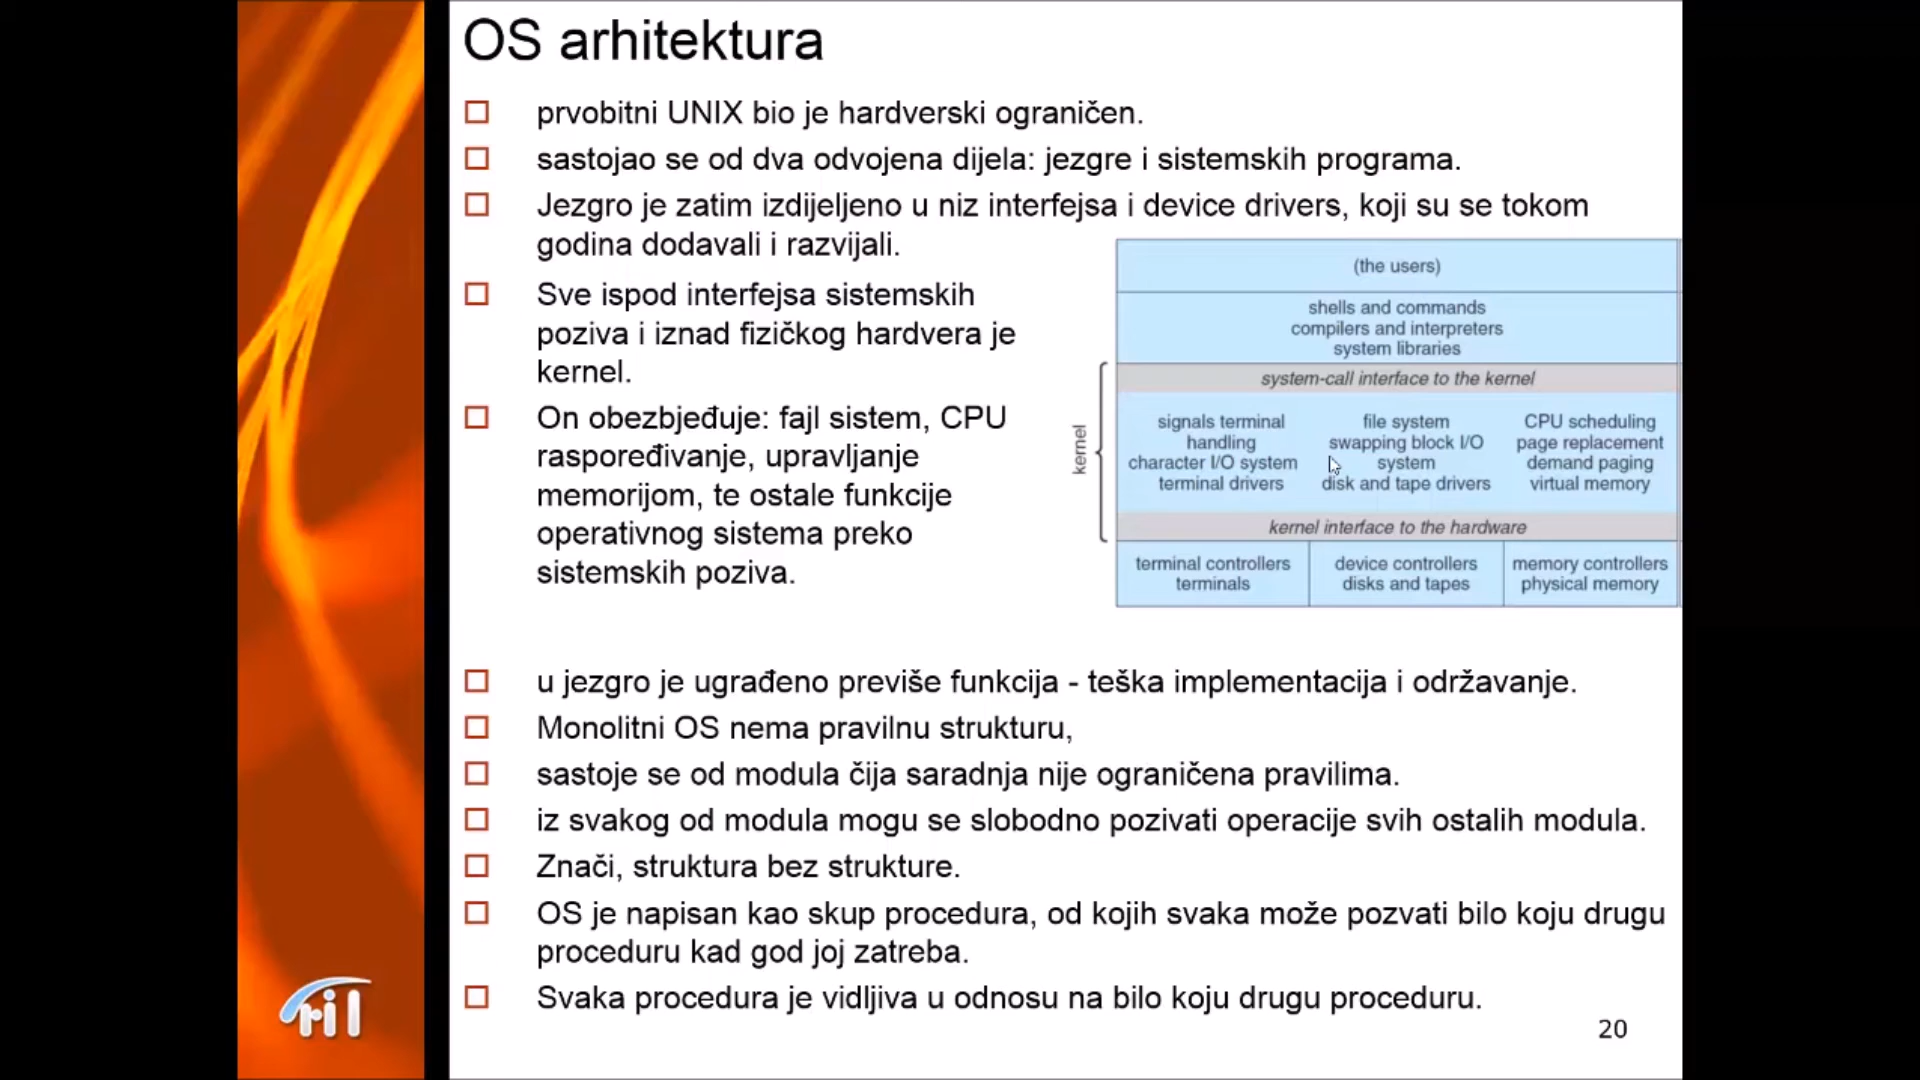 OS arhitektura
prvobitni UNIX bio je hardverski ograničen.
sastojao se od dva odvojena dijela: jezgre i sistemskih programa.
Jezgro je zatim izdijeljeno u niz interfejsa i device drivers, koji su se tokom
godina dodavali i razvijali.
Sve ispod interfejsa sistemskih
poziva i iznad fizičkog hardvera je
kernel.
On obezbjeđuje: fajl sistem, CPU
raspoređivanje, upravljanje
memorijom, te ostale funkcije
operativnog sistema preko
sistemskih poziva.
(the users)
shells and commands
compilers and interpreters
system libraries
system-call interface to the kernel
kernel
signals terminal
handling
character I/O system
terminal drivers
file system
swapping block I/O
system
disk and tape drivers
CPU scheduling
page replacement
demand paging
virtual memory
kernel interface to the hardware
terminal controllers
terminals
device controllers
disks and tapes
memory controllers
physical memory
u jezgro je ugrađeno previše funkcija - teška implementacija i održavanje.
Monolitni OS nema pravilnu strukturu,
sastoje se od modula čija saradnja nije ograničena pravilima.
iz svakog od modula mogu se slobodno pozivati operacije svih ostalih modula.
Znači, struktura bez strukture.
OS je napisan kao skup procedura, od kojih svaka može pozvati bilo koju drugu
proceduru kad god joj zatreba.
Svaka procedura je vidljiva u odnosu na bilo koju drugu proceduru.
20